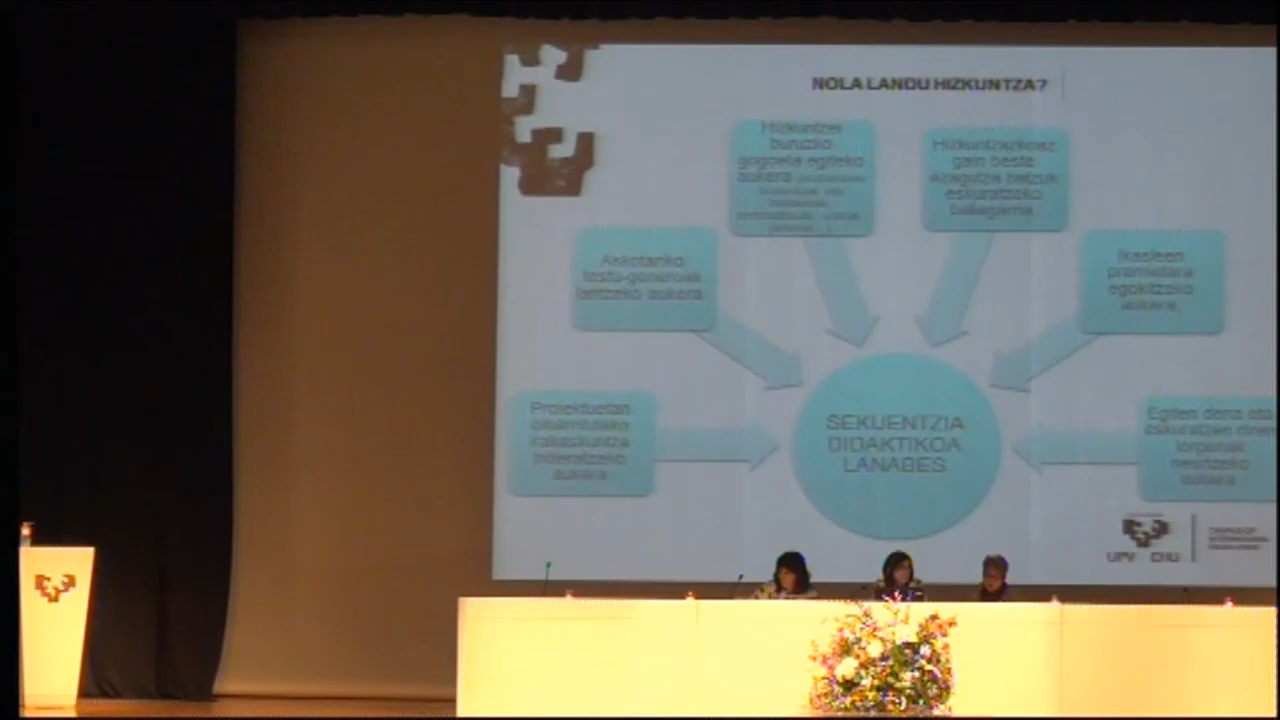 NOLA LANDU HIZKUNTZA?
Hizkuntzei
buruzko
gogoeta egiteko
aukera
Hizkuntzazkoaz
gain beste
ezagutza batzuk
eskuratzeko
baliagarria.
Askotariko
testu-generoak
lantzeko aukera.
Ikasleen
premietara
egokitzeko
aukera.
Proiektuetan
oinarritutako
irakaskuntza
bideratzeko
aukera
SEKUENTZIA
DIDAKTIKOA
LANABES
Egiten dena eta
eskuratzen diren
lorpenak
neurtzeko
aukera
UPV EHU